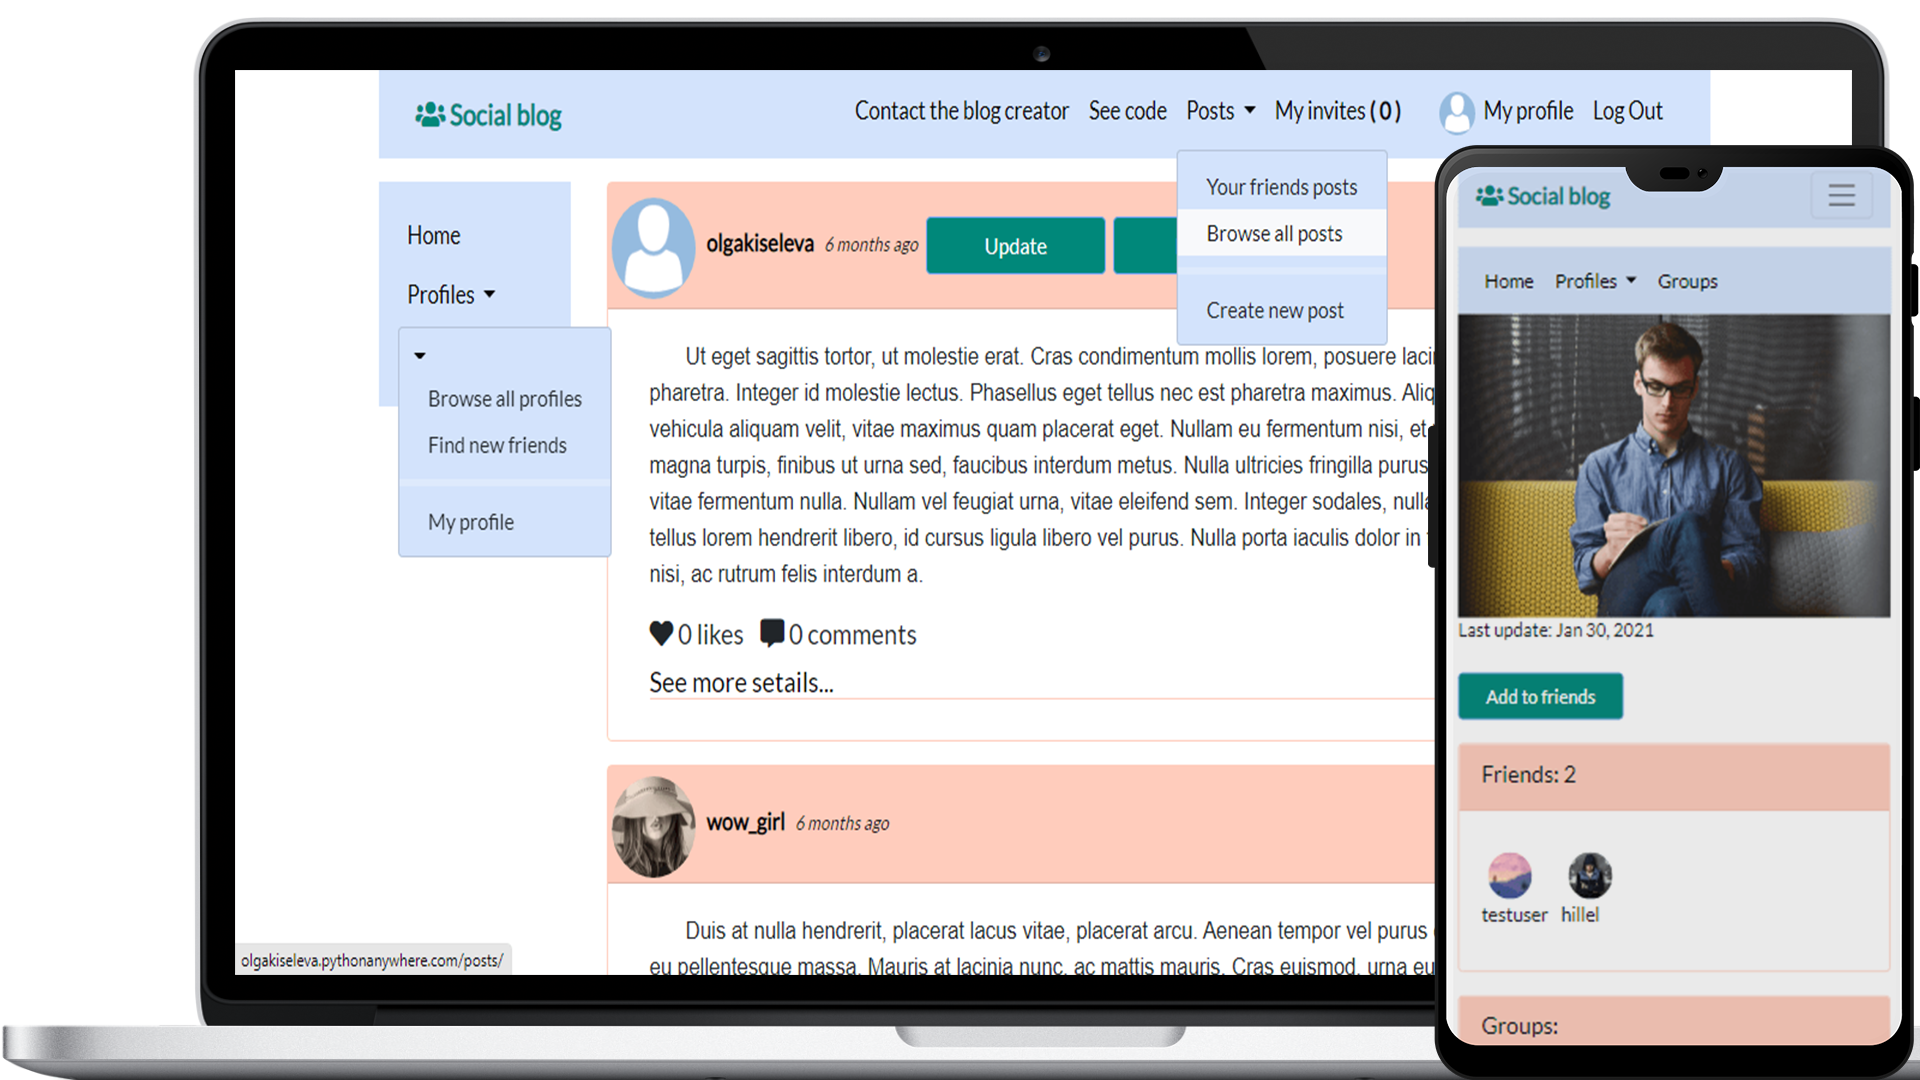 Social blog
Contact the blog creator See code Posts My invites (0) My profile Log Out
Your friends posts
Browse all posts
Create new post
Home
Profiles
Browse all profiles
Find new friends
My profile
olgakiseleva 6 months ago Update
Ut eget sagittis tortor, ut molestie erat. Cras condimentum mollis lorem, posuere
pharetra. Integer id molestie lectus. Phasellus eget tellus nec est pharetra maximus.
vehicula aliquam velit, vitae maximus quam placerat eget. Nullam eu fermentum nisi, et
magna turpis, finibus ut urna sed, faucibus interdum metus. Nulla ultricies fringilla purus
vitae fermentum nulla. Nullam vel feugiat urna, vitae eleifend sem. Integer sodales,
tellus lorem hendrerit libero, id cursus ligula libero vel purus. Nulla porta iaculis dolor in
nisi, ac rutrum felis interdum a.
0 likes 0 comments
See more setails...
wow_girl 6 months ago
Duis at nulla hendrerit, placerat lacus vitae, placerat arcu. Aenean tempor vel purus
eu pellentesque massa. Mauris at lacinia nunc, ac mattis mauris. Cras euismod, urna eu
olgakiseleva.pythonanywhere.com/posts/
Social blog
Home Profiles Groups
Last update: Jan 30, 2021
Add to friends
Friends: 2
testuser hillel
Groups: